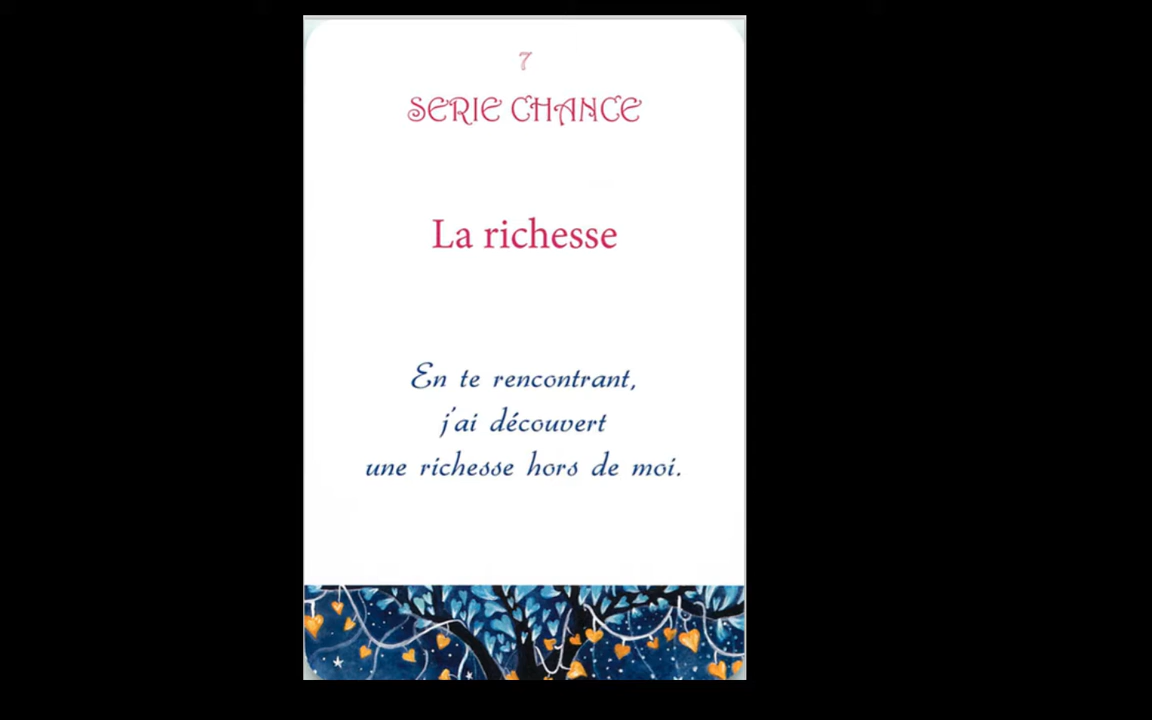 7
SERIE CHANCE
La richesse
En te rencontrant,
j'ai découvert
une richesse hors de moi.